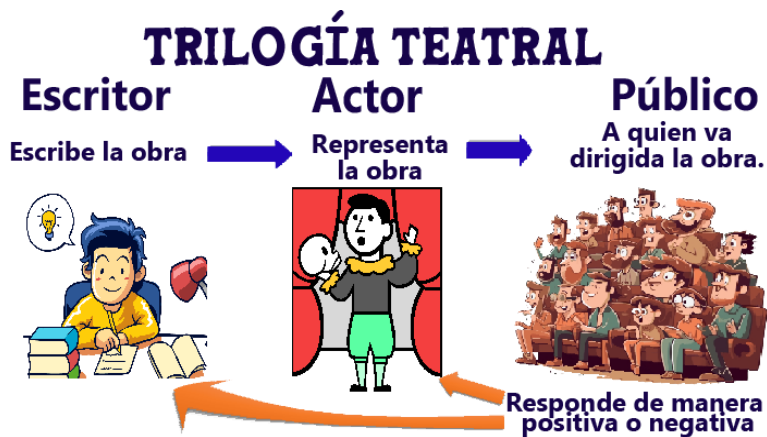 TRILOGÍA TEATRAL
Escritor
Actor
Público
Escribe la obra
Representa
la obra
A quien va
dirigida la obra.
Responde de manera
positiva o negativa